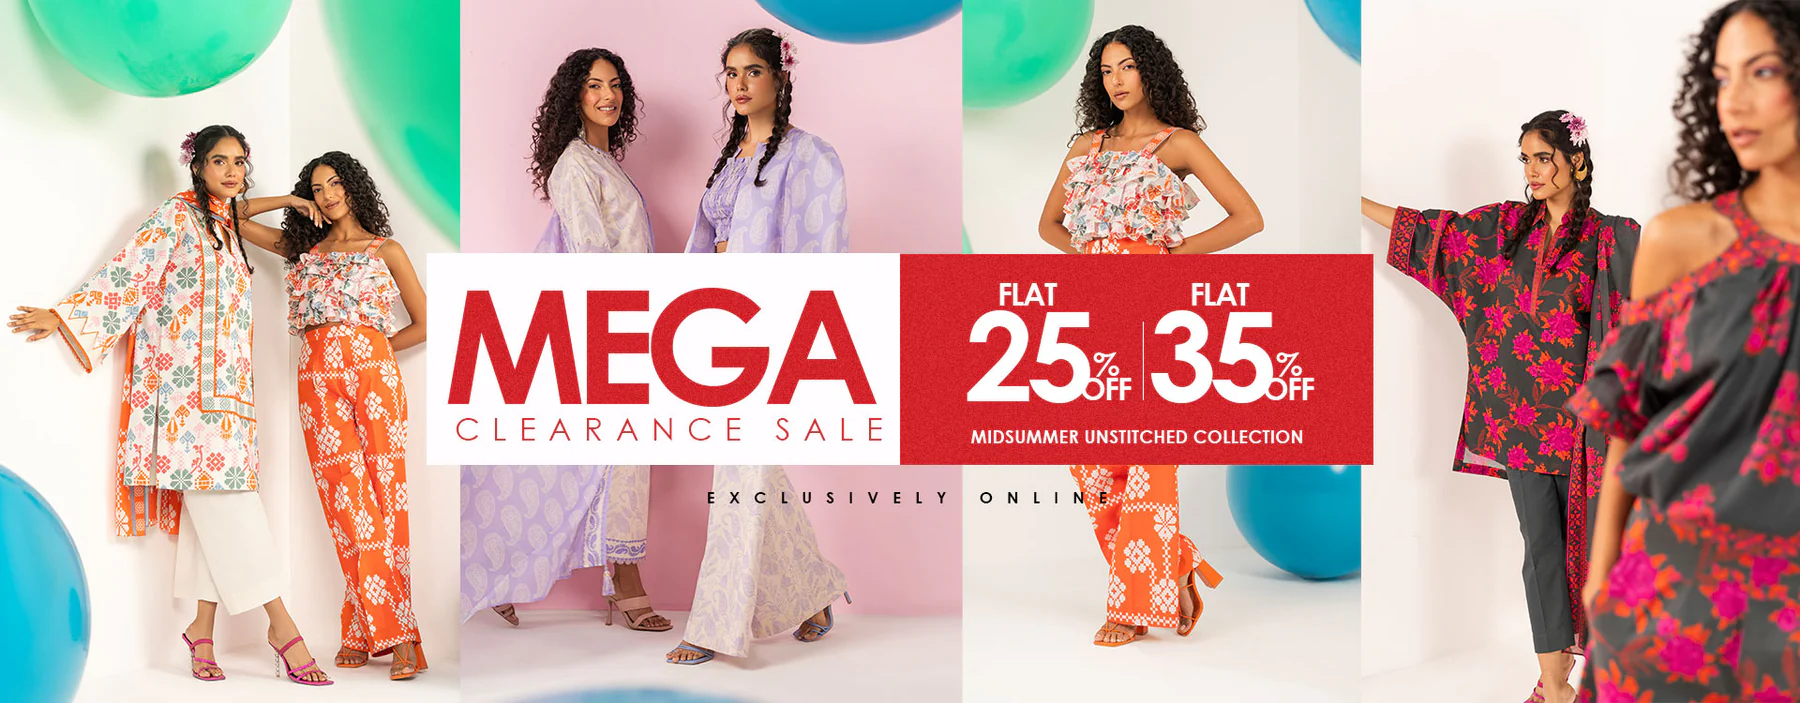 MEGA
CLEARANCE SALE
FLAT
25% OFF
FLAT
35% OFF
MIDSUMMER UNSTITCHED COLLECTION
EXCLUSIVELY ONLINE